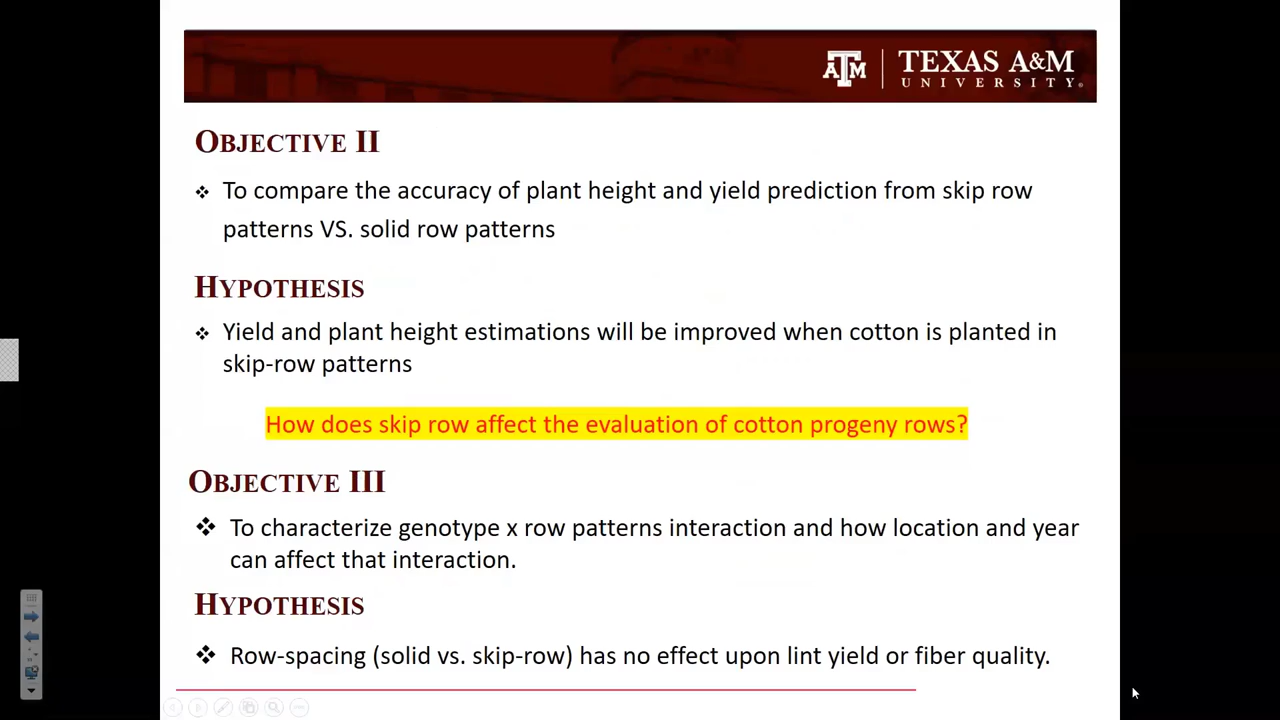 ATM TEXAS A&M
UNIVERSITY®
OBJECTIVE II
❖ To compare the accuracy of plant height and yield prediction from skip row
patterns VS. solid row patterns
HYPOTHESIS
❖ Yield and plant height estimations will be improved when cotton is planted in
skip-row patterns
How does skip row affect the evaluation of cotton progeny rows?
OBJECTIVE III
❖ To characterize genotype x row patterns interaction and how location and year
can affect that interaction.
HYPOTHESIS
❖ Row-spacing (solid vs. skip-row) has no effect upon lint yield or fiber quality.